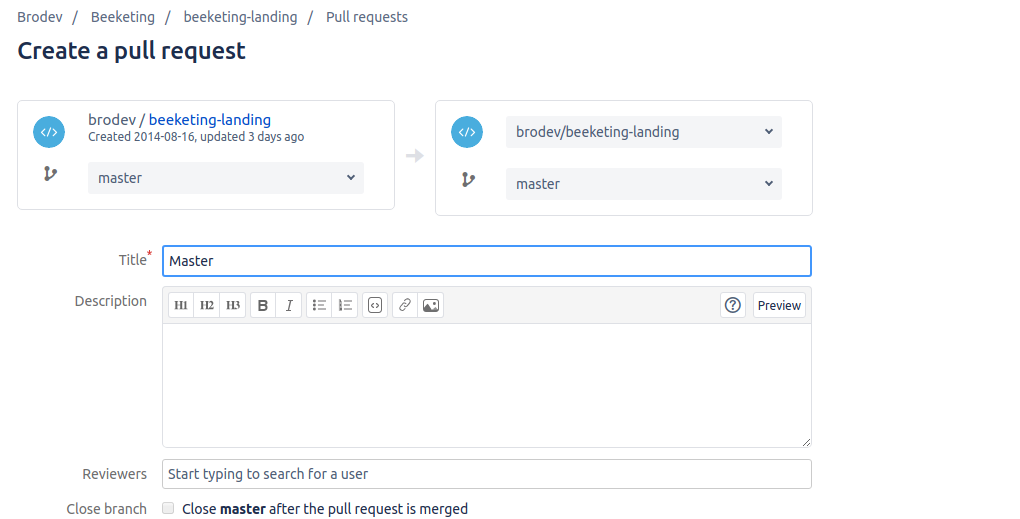 Brodev / Beeketing / beeketing-landing / Pull requests
Create a pull request
brodev / beeketing-landing
Created 2014-08-16, updated 3 days ago
master
brodev/beeketing-landing
master
Title*
Master
Description
H1 H2 H3 B I
Preview
Reviewers
Start typing to search for a user
Close branch
Close master after the pull request is merged